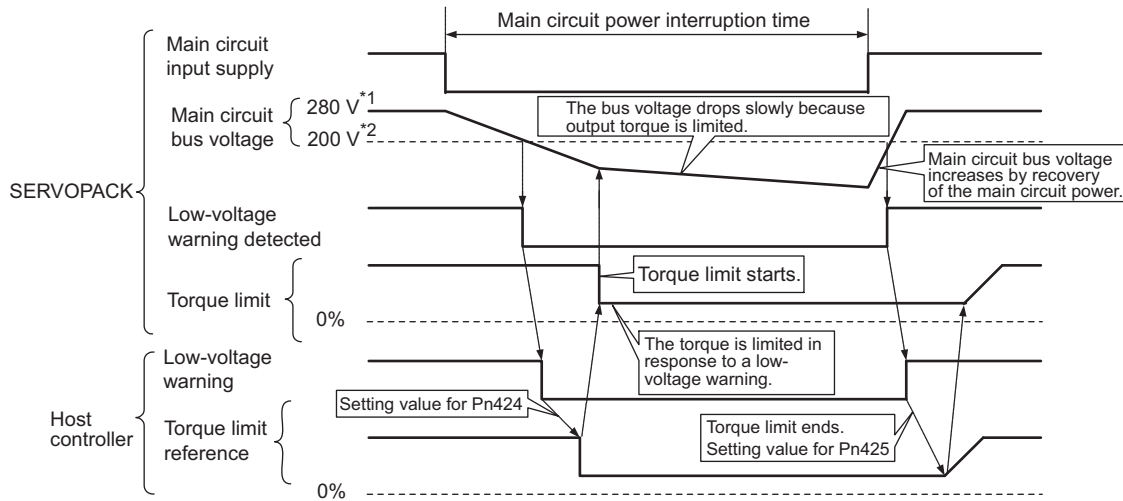 Main circuit power interruption time
Main circuit
input supply
Main circuit
bus voltage
280 V*1
200 V*2
The bus voltage drops slowly because
output torque is limited.
Main circuit bus voltage
increases by recovery
of the main circuit power.
SERVOPACK
Low-voltage
warning detected
Torque limit starts.
Torque limit
0%
The torque is limited in
response to a low-
voltage warning.
Low-voltage
warning
Setting value for Pn424
Host
controller
Torque limit
reference
Torque limit ends.
Setting value for Pn425
0%